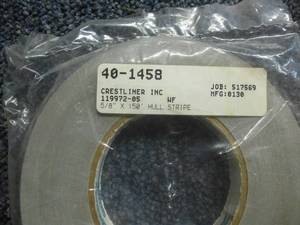 40-1458
CRESTLINER INC JOB: 517569
119972-05 WF MFG:0130
5/8" X 150' HULL STRIPE